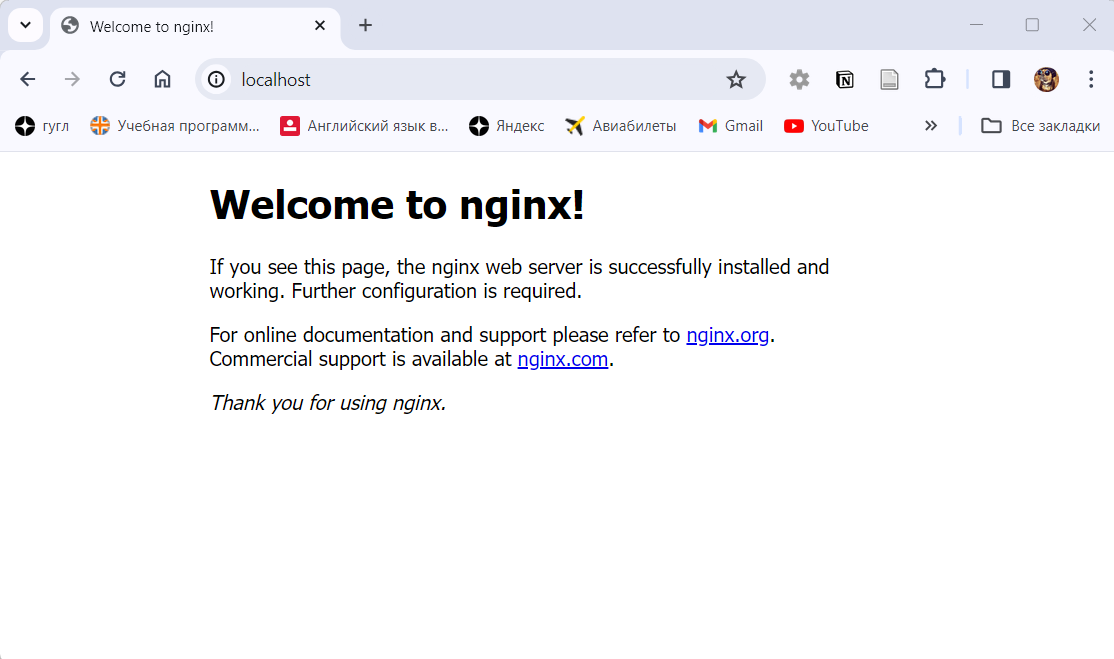 Welcome to nginx!
localhost
гугл Учебная программ... Английский язык в... Яндекс Авиабилеты Gmail YouTube Все закладки
Welcome to nginx!
If you see this page, the nginx web server is successfully installed and
working. Further configuration is required.
For online documentation and support please refer to nginx.org.
Commercial support is available at nginx.com.
Thank you for using nginx.